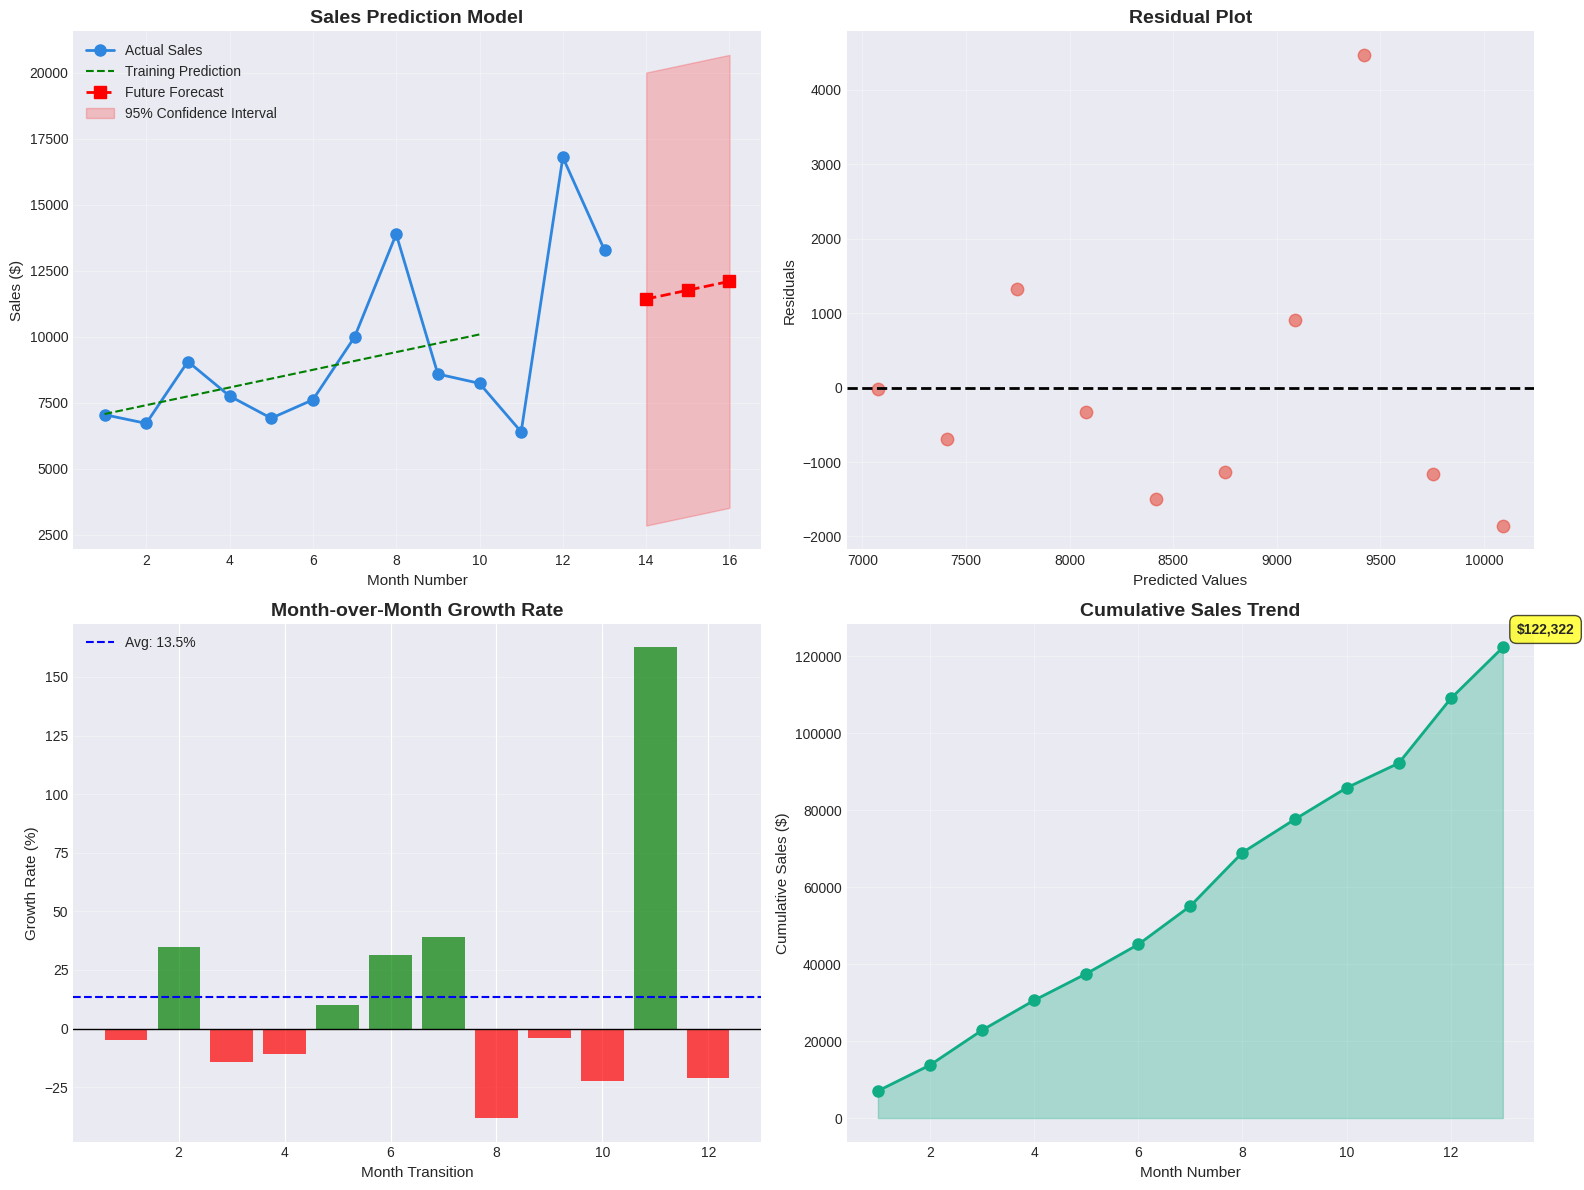 Sales Prediction Model
Actual Sales
Training Prediction
Future Forecast
95% Confidence Interval
20000
17500
15000
12500
10000
7500
5000
2500
Sales ($)
2 4 6 8 10 12 14 16
Month Number
Residual Plot
4000
3000
2000
1000
0
−1000
−2000
Residuals
7000 7500 8000 8500 9000 9500 10000
Predicted Values
Month-over-Month Growth Rate
Avg: 13.5%
150
125
100
75
50
25
0
−25
Growth Rate (%)
2 4 6 8 10 12
Month Transition
Cumulative Sales Trend
$122,322
120000
100000
80000
60000
40000
20000
0
Cumulative Sales ($)
2 4 6 8 10 12
Month Number